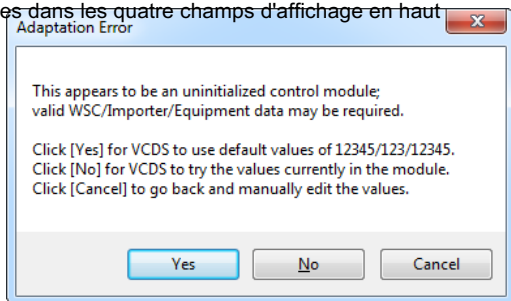 es dans les quatre champs d'affichage en haut
Adaptation Error
This appears to be an uninitialized control module;
valid WSC/Importer/Equipment data may be required.
Click [Yes] for VCDS to use default values of 12345/123/12345.
Click [No] for VCDS to try the values currently in the module.
Click [Cancel] to go back and manually edit the values.
Yes
No
Cancel